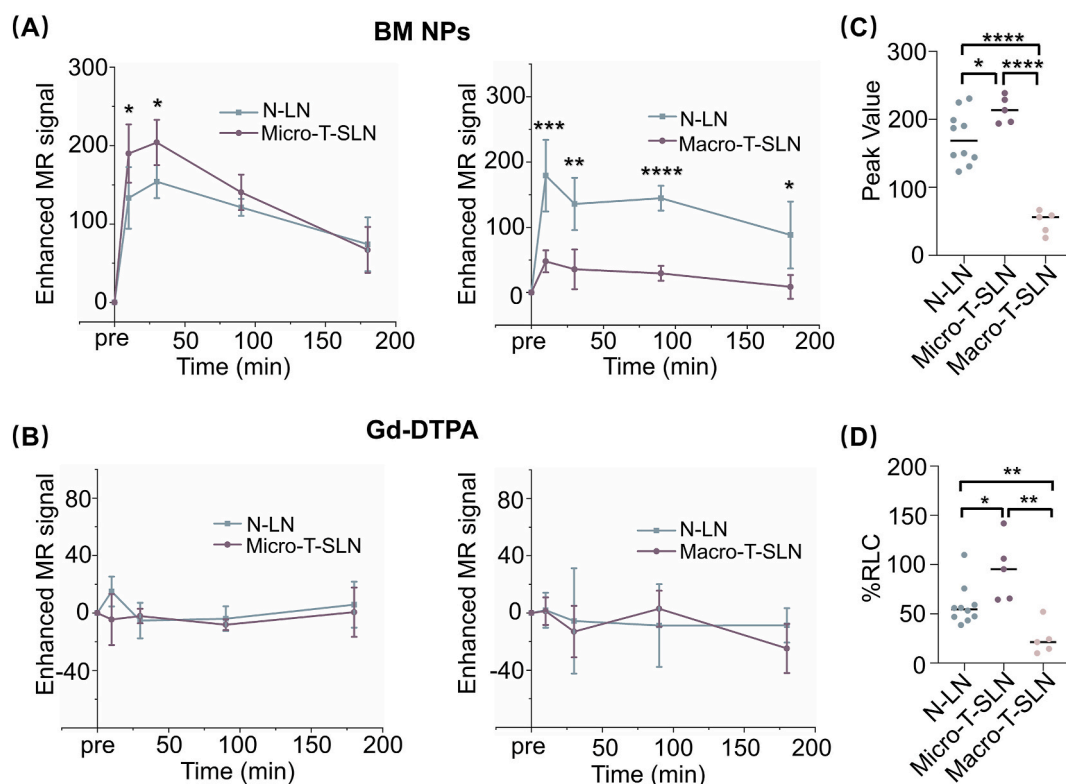 (A)
BM NPs
Enhanced MR signal
300
200
100
0
*
*
N-LN
Micro-T-SLN
pre
50
100
150
200
Time (min)
Enhanced MR signal
300
200
100
0
***
**
****
*
N-LN
Macro-T-SLN
pre
50
100
150
200
Time (min)
(C)
Peak Value
300
200
100
0
****
*
****
N-LN
Micro-T-SLN
Macro-T-SLN
(B)
Gd-DTPA
Enhanced MR signal
80
40
0
-40
N-LN
Micro-T-SLN
pre
50
100
150
200
Time (min)
Enhanced MR signal
80
40
0
-40
N-LN
Macro-T-SLN
pre
50
100
150
200
Time (min)
(D)
%RLC
200
150
100
50
0
**
*
**
N-LN
Micro-T-SLN
Macro-T-SLN